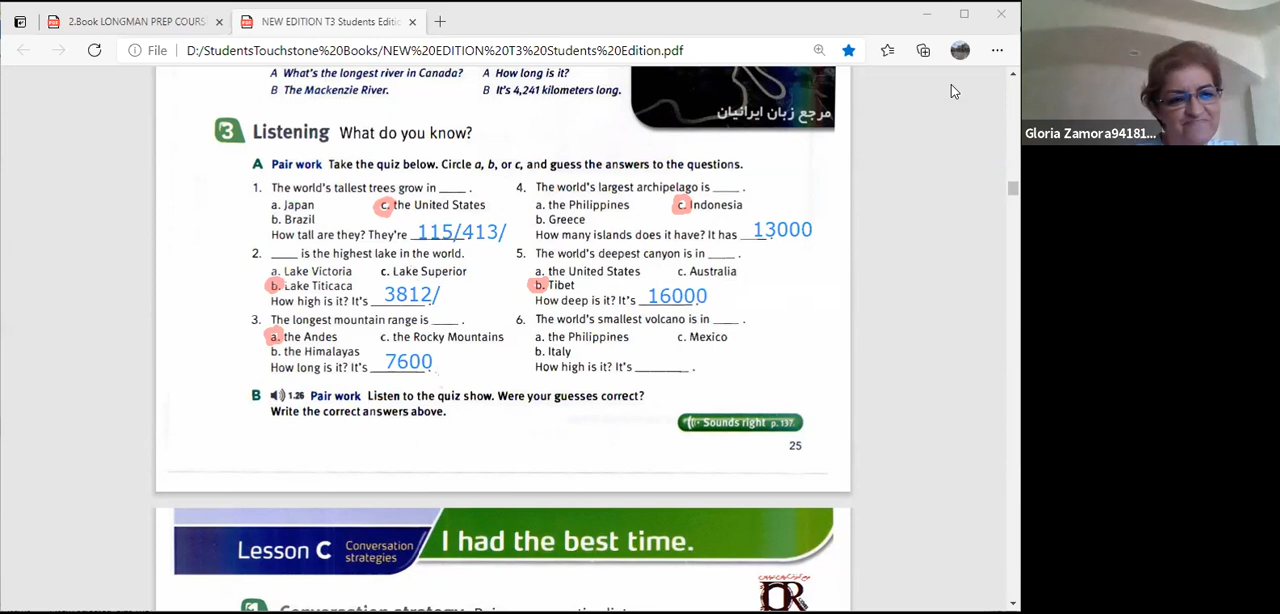 2.Book LONGMAN PREP COURS
NEW EDITION T3 Students Editi
File
D:/StudentsTouchstone%20Books/NEW%20EDITION%20T3%20Students%20Edition.pdf
A What's the longest river in Canada?
B The Mackenzie River.
A How long is it?
B It's 4,241 kilometers long.
مرجع زبان ایرانیان
Gloria Zamora94181...
3 Listening What do you know?
A Pair work Take the quiz below. Circle a, b, or c, and guess the answers to the questions.
1. The world's tallest trees grow in ____ .
a. Japan c. the United States
b. Brazil
How tall are they? They're 115/413/
2. ____ is the highest lake in the world.
a. Lake Victoria c. Lake Superior
b. Lake Titicaca
How high is it? It's 3812/ .
3. The longest mountain range is ____ .
a. the Andes c. the Rocky Mountains
b. the Himalayas
How long is it? It's 7600 .
4. The world's largest archipelago is ____ .
a. the Philippines c. Indonesia
b. Greece
How many islands does it have? It has 13000 .
5. The world's deepest canyon is in ____ .
a. the United States c. Australia
b. Tibet
How deep is it? It's 16000 .
6. The world's smallest volcano is in ____ .
a. the Philippines c. Mexico
b. Italy
How high is it? It's ________ .
B 1.26 Pair work Listen to the quiz show. Were your guesses correct?
Write the correct answers above.
Sounds right p. 137.
25
Lesson C Conversation strategies I had the best time.